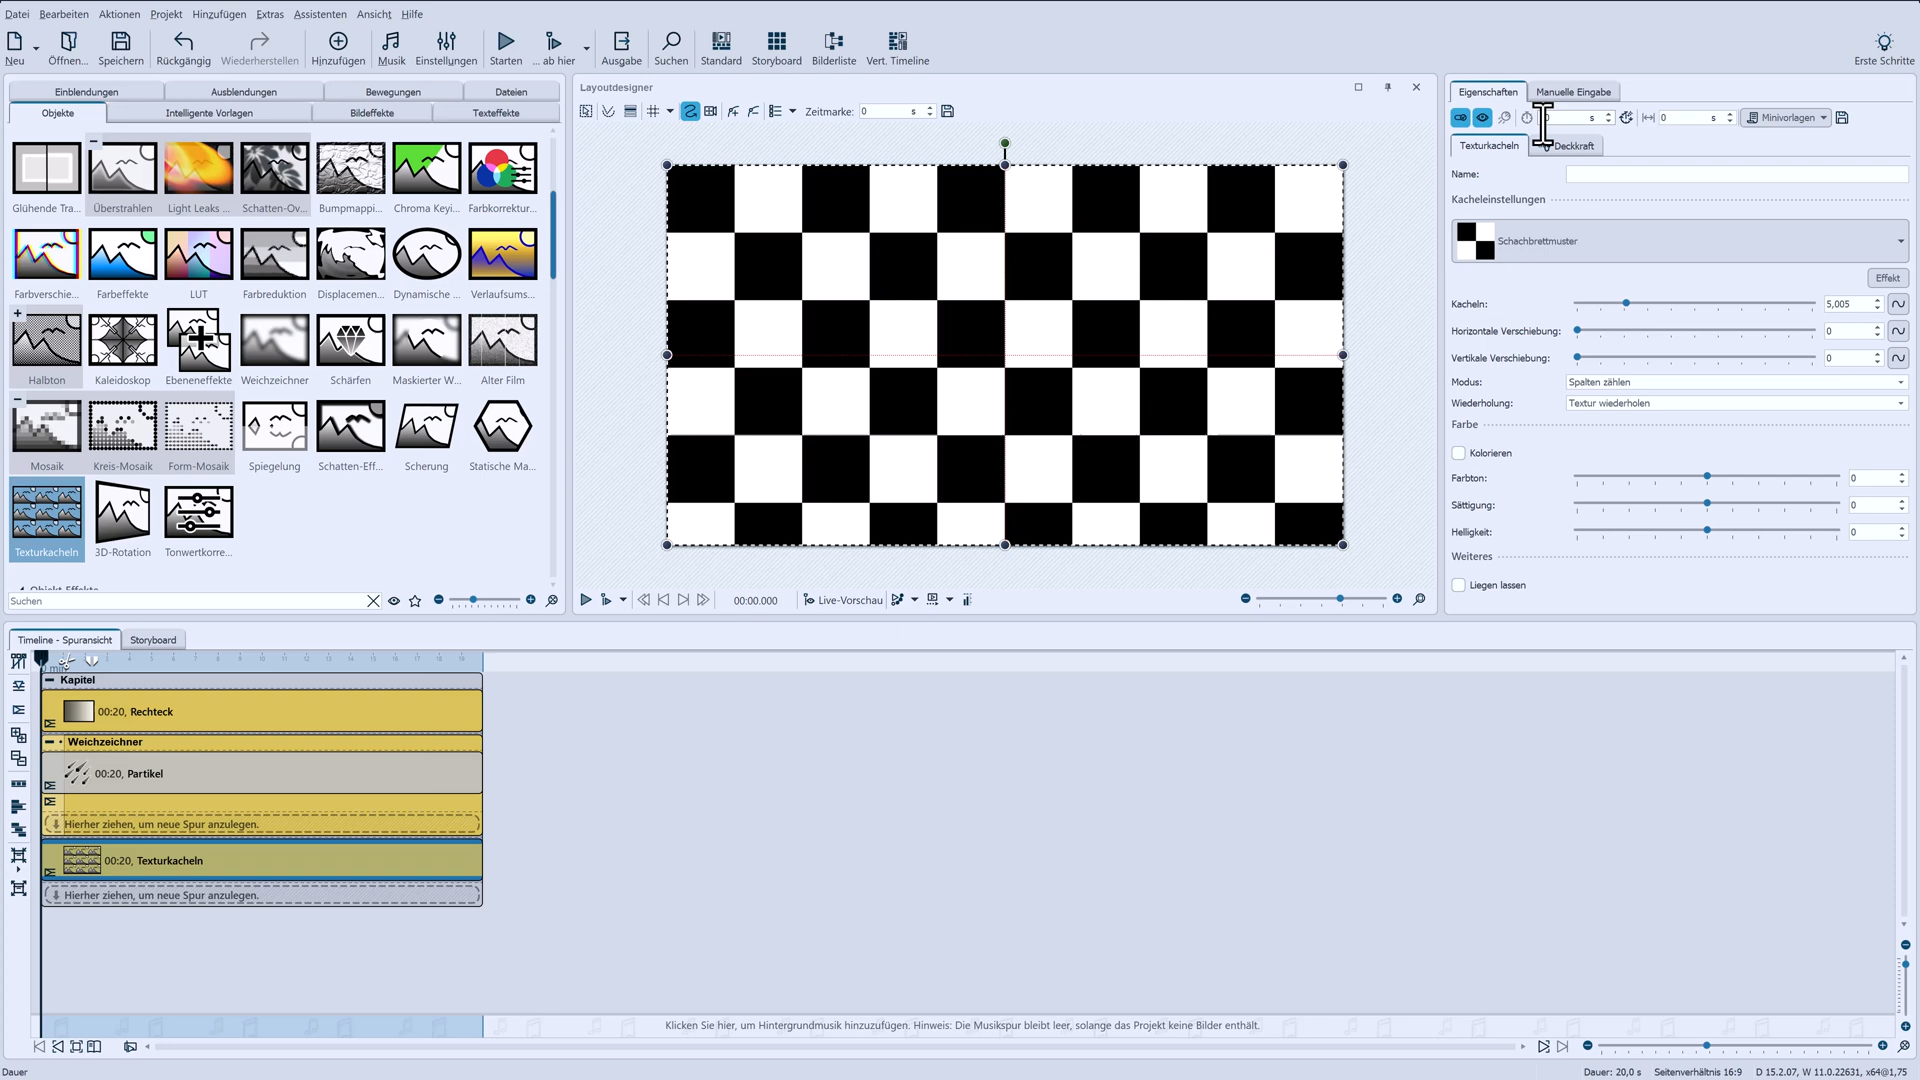 Datei Bearbeiten Aktionen Projekt Hinzufügen Extras Assistenten Ansicht Hilfe
Neu Öffnen... Speichern Rückgängig Wiederherstellen Hinzufügen Musik Einstellungen Starten ... ab hier Ausgabe Suchen Standard Storyboard Bilderliste Vert. Timeline Erste Schritte
Einblendungen Ausblendungen Bewegungen Dateien
Objekte Intelligente Vorlagen Bildeffekte Texteffekte
Glühende Tra... Überstrahlen Light Leaks ... Schatten-Ov... Bumpmappi... Chroma Keyi... Farbkorrektur...
Farbverschie... Farbeffekte LUT Farbreduktion Displacemen... Dynamische ... Verlaufsums...
Halbton Kaleidoskop Ebeneneffekte Weichzeichner Schärfen Maskierter W... Alter Film
Mosaik Kreis-Mosaik Form-Mosaik Spiegelung Schatten-Eff... Scherung Statische Ma...
Texturkacheln 3D-Rotation Tonwertkorre...
Suchen
Layoutdesigner
Zeitmarke: 0 s
00:00.000 Live-Vorschau
Eigenschaften Manuelle Eingabe
s 0 s Minivorlagen
Texturkacheln Deckkraft
Name:
Kacheleinstellungen
Schachbrettmuster
Effekt
Kacheln: 5,005
Horizontale Verschiebung: 0
Vertikale Verschiebung: 0
Modus: Spalten zählen
Wiederholung: Textur wiederholen
Farbe
Kolorieren
Farbton: 0
Sättigung: 0
Helligkeit: 0
Weiteres
Liegen lassen
Timeline - Spuransicht Storyboard
Kapitel
00:20, Rechteck
Weichzeichner
00:20, Partikel
Hierher ziehen, um neue Spur anzulegen.
00:20, Texturkacheln
Hierher ziehen, um neue Spur anzulegen.
Klicken Sie hier, um Hintergrundmusik hinzuzufügen. Hinweis: Die Musikspur bleibt leer, solange das Projekt keine Bilder enthält.
Dauer Dauer: 20,0 s Seitenverhältnis 16:9 D 15.2.07, W 11.0.22631, x64@1,75